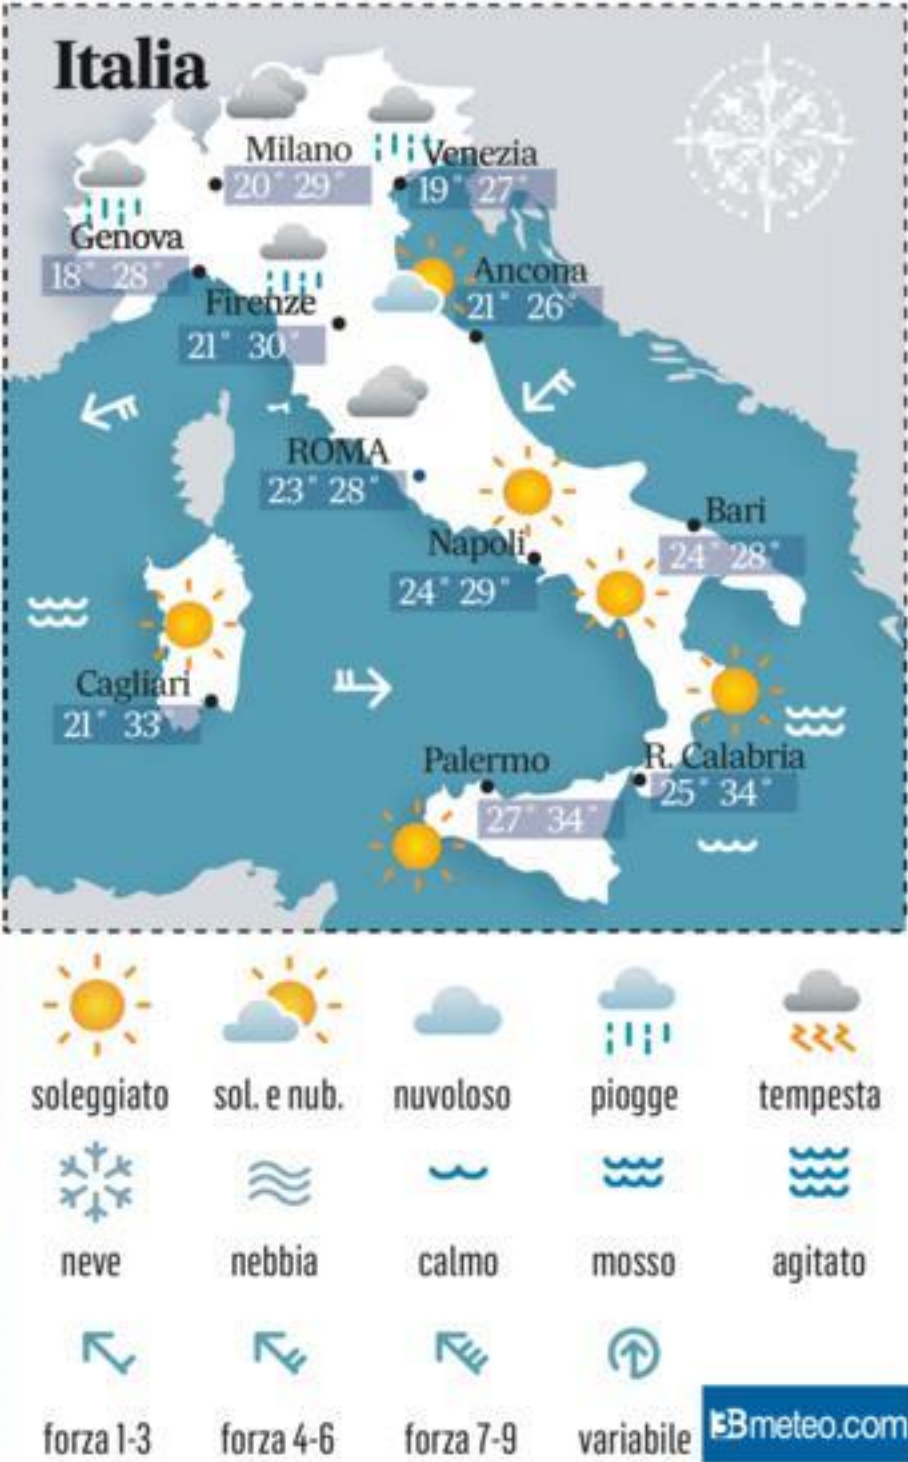 Italia
Milano
20° 29°
Venezia
19° 27°
Genova
18° 28°
Firenze
21° 30°
Ancona
21° 26°
ROMA
23° 28°
Bari
24° 28°
Napoli
24° 29°
Cagliari
21° 33°
Palermo
27° 34°
R. Calabria
25° 34°
soleggiato sol. e nub. nuvoloso piogge tempesta
neve nebbia calmo mosso agitato
forza 1-3 forza 4-6 forza 7-9 variabile
3Bmeteo.com